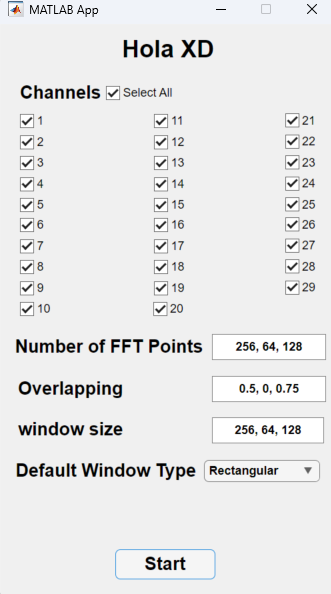 MATLAB App
Hola XD
Channels Select All
1 11 21
2 12 22
3 13 23
4 14 24
5 15 25
6 16 26
7 17 27
8 18 28
9 19 29
10 20
Number of FFT Points 256, 64, 128
Overlapping 0.5, 0, 0.75
window size 256, 64, 128
Default Window Type Rectangular
Start